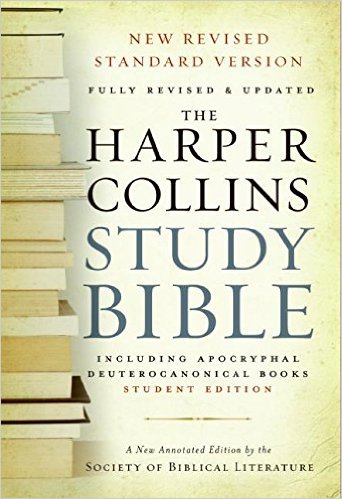 NEW REVISED
STANDARD VERSION
FULLY REVISED & UPDATED
THE
HARPER
COLLINS
STUDY
BIBLE
INCLUDING APOCRYPHAL
DEUTEROCANONICAL BOOKS
STUDENT EDITION
A New Annotated Edition by the
SOCIETY OF BIBLICAL LITERATURE